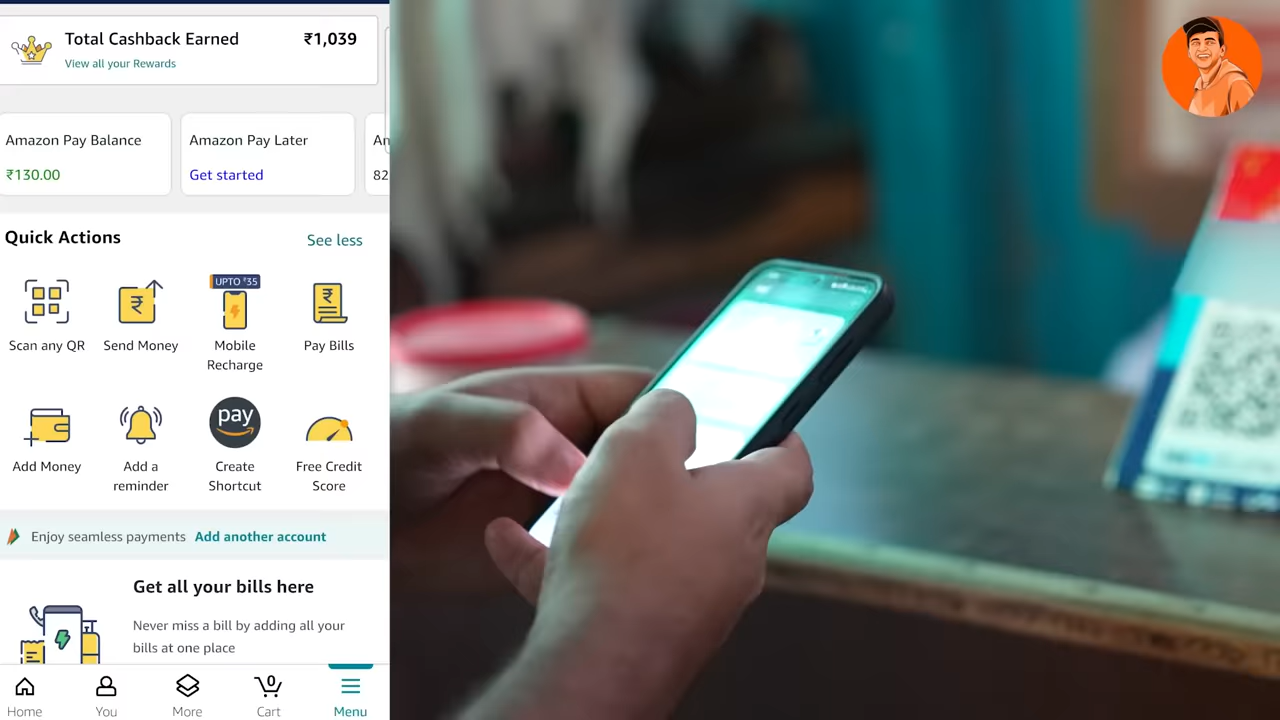 Total Cashback Earned
₹1,039
View all your Rewards
Amazon Pay Balance
Amazon Pay Later
An
₹130.00
Get started
82
Quick Actions
See less
UPTO ₹35
Scan any QR
Send Money
Mobile
Recharge
Pay Bills
pay
Add Money
Add a
reminder
Create
Shortcut
Free Credit
Score
Enjoy seamless payments Add another account
Get all your bills here
Never miss a bill by adding all your
bills at one place
0
Home
You
More
Cart
Menu